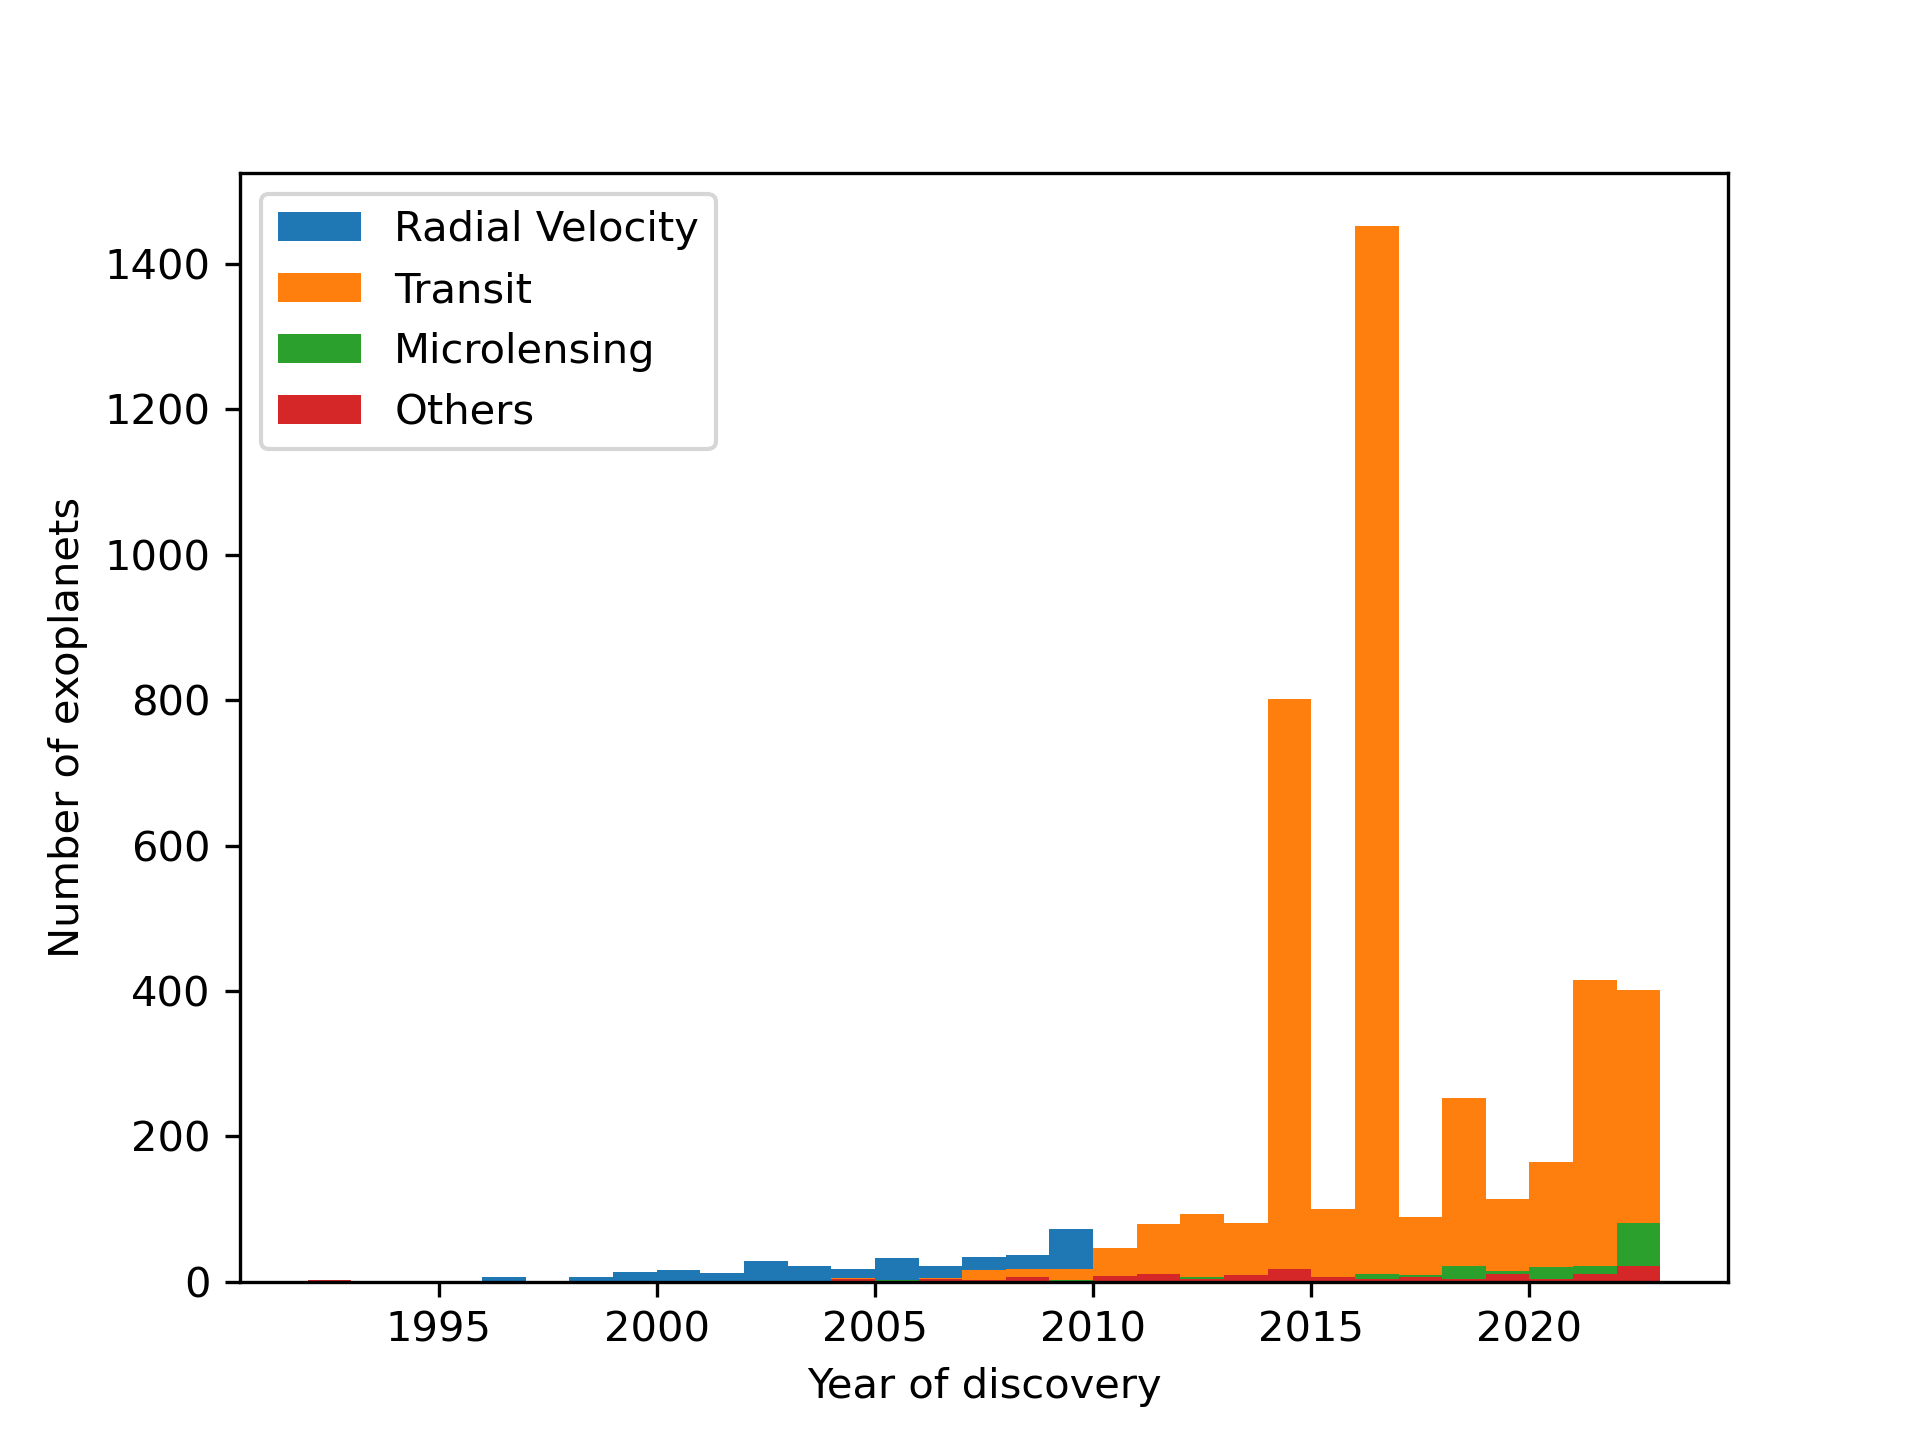 Radial Velocity
Transit
Microlensing
Others
1400
1200
1000
800
600
400
200
0
Number of exoplanets
1995 2000 2005 2010 2015 2020
Year of discovery